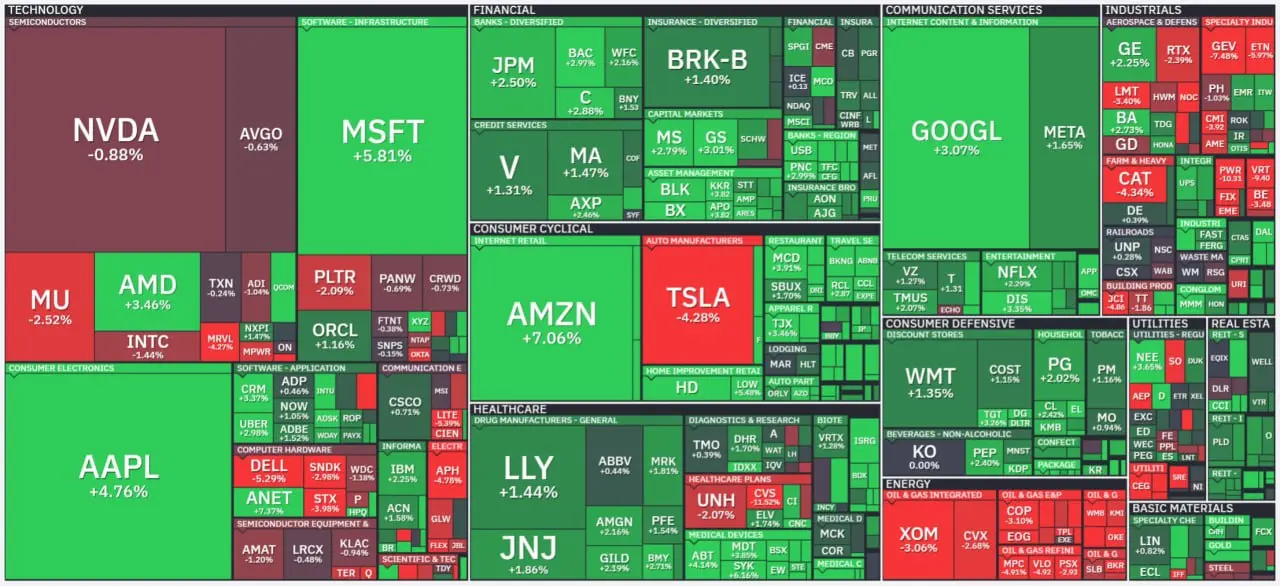 TECHNOLOGY
SEMICONDUCTORS
NVDA
-0.88%
AVGO
-0.63%
MU
-2.52%
AMD
+3.46%
INTC
-1.44%
TXN
-0.24%
ADI
-1.04%
QCOM
MRVL
-4.27%
NXPI
+1.47%
MPWR
ON
SOFTWARE - INFRASTRUCTURE
MSFT
+5.81%
PLTR
-2.09%
PANW
-0.69%
CRWD
-0.73%
ORCL
+1.16%
FTNT
-0.38%
XYZ
SNPS
-0.15%
NTAP
OKTA
CONSUMER ELECTRONICS
AAPL
+4.76%
SOFTWARE - APPLICATION
CRM
+3.37%
ADP
+0.46%
INTU
UBER
+2.98%
NOW
+1.05%
ADSK
ROP
ADBE
+1.52%
WDAY
PAYX
COMMUNICATION E
CSCO
+0.71%
MSI
LITE
-5.39%
CIEN
COMPUTER HARDWARE
DELL
-5.29%
SNDK
-2.98%
WDC
-1.18%
ANET
+7.37%
STX
-3.98%
P
HPQ
INFORMA
IBM
+2.25%
ACN
+1.58%
BR
ELECTR
APH
-4.78%
GLW
FLEX
JBL
SEMICONDUCTOR EQUIPMENT &
AMAT
-1.20%
LRCX
-0.48%
KLAC
-0.94%
TER
Q
SCIENTIFIC & TEC
TDY
FINANCIAL
BANKS - DIVERSIFIED
JPM
+2.50%
BAC
+2.97%
WFC
+2.16%
C
+2.88%
BNY
+1.53
CREDIT SERVICES
V
+1.31%
MA
+1.47%
COF
AXP
+2.46%
SYF
INSURANCE - DIVERSIFIED
BRK-B
+1.40%
CAPITAL MARKETS
MS
+2.79%
GS
+3.01%
SCHW
ASSET MANAGEMENT
BLK
KKR
+3.82
STT
BX
APO
+3.82
AMP
ARES
FINANCIAL
SPGI
CME
ICE
+0.13
MCO
NDAQ
MSCI
INSURA
CB
PGR
TRV
ALL
CINF
WRB
L
BANKS - REGION
USB
PNC
+2.99%
TFC
CFG
MET
AFL
PRU
INSURANCE BRO
AON
AJG
CONSUMER CYCLICAL
INTERNET RETAIL
AMZN
+7.06%
AUTO MANUFACTURERS
TSLA
-4.28%
F
HOME IMPROVEMENT RETAI
HD
LOW
+5.48%
RESTAURANT
MCD
+3.91%
SBUX
+1.70%
DRI
TRAVEL SE
BKNG
ABNB
RCL
+2.87
CCL
EXPE
APPAREL R
TJX
+3.46%
LODGING
MAR
HLT
AUTO PART
ORLY
AZO
HEALTHCARE
DRUG MANUFACTURERS - GENERAL
LLY
+1.44%
JNJ
+1.86%
ABBV
+0.44%
MRK
+1.81%
AMGN
+2.16%
PFE
+1.54%
GILD
+2.19%
BMY
+2.71%
DIAGNOSTICS & RESEARCH
TMO
+0.39%
DHR
+1.70%
A
WAT
LH
IDXX
IQV
HEALTHCARE PLANS
UNH
-2.07%
CVS
-11.52%
CI
ELV
+1.74%
CNC
MEDICAL DEVICES
ABT
+4.14%
MDT
+3.85%
BSX
SYK
+6.16%
EW
STE
BIOTE
VRTX
+1.28%
INCY
ISRG
BDX
MEDICAL D
MCK
COR
MEDICAL C
COMMUNICATION SERVICES
INTERNET CONTENT & INFORMATION
GOOGL
+3.07%
META
+1.65%
TELECOM SERVICES
VZ
+1.27%
T
+1.31
TMUS
+2.07%
ECHO
ENTERTAINMENT
NFLX
+2.29%
DIS
+3.35%
APP
OMC
INDUSTRIALS
AEROSPACE & DEFENS
GE
+2.25%
RTX
-2.39%
LMT
-3.40%
HWM
NOC
BA
+2.73%
TDG
GD
HONA
SPECIALTY INDU
GEV
-7.48%
ETN
-5.97%
PH
-1.03%
EMR
ITW
CMI
-3.92
ROK
IR
AME
OTIS
FARM & HEAVY
CAT
-4.34%
DE
+0.39%
INTEGR
UPS
PWR
-10.31
VRT
-9.40
FIX
EME
BE
-3.48
RAILROADS
UNP
+0.28%
NSC
CSX
WAB
INDUSTRI
FAST
FERG
CTAS
DAL
CPRT
WASTE MA
WM
RSG
URI
BUILDING PROD
JCI
-4.86
TT
-1.86
CONGLOM
MMM
HON
CONSUMER DEFENSIVE
DISCOUNT STORES
WMT
+1.35%
COST
+1.15%
TGT
+3.26%
DG
DLTR
HOUSEHOL
PG
+2.02%
CL
+2.42%
EL
KMB
TOBACC
PM
+1.16%
MO
+0.94%
BEVERAGES - NON-ALCOHOLIC
KO
0.00%
PEP
+2.40%
MNST
KDP
CONFECT
PACKAGE
KR
UTILITIES
UTILITIES - REGU
NEE
+3.65%
SO
DUK
AEP
D
ETR
XEL
EXC
ED
FE
WEC
PPL
PEG
ES
LNT
UTILITI
CEG
SRE
NI
REAL ESTA
REIT - S
EQIX
WELL
DLR
CCI
VTR
REIT - I
PLD
O
REIT -
ENERGY
OIL & GAS INTEGRATED
XOM
-3.06%
CVX
-2.68%
OIL & GAS E&P
COP
-3.10%
EOG
TPL
EXE
OIL & G
WMB
KMI
OKE
OIL & GAS REFINI
MPC
-4.91%
VLO
-4.92
PSX
-2.93
OIL & G
SLB
BKR
BASIC MATERIALS
SPECIALTY CHE
LIN
+0.82%
ECL
IFF
BUILDIN
CRH
GOLD
STEEL
FCX